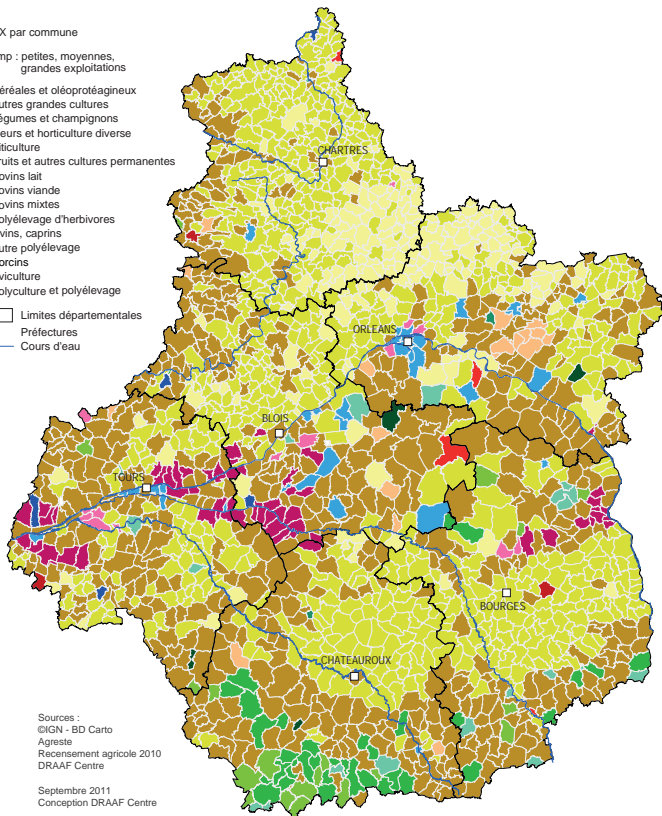 X par commune
mp : petites, moyennes,
grandes exploitations
éréales et oléoprotéagineux
utres grandes cultures
égumes et champignons
eurs et horticulture diverse
iticulture
ruits et autres cultures permanentes
ovins lait
ovins viande
ovins mixtes
olyélevage d'herbivores
vins, caprins
utre polyélevage
orcins
viculture
olyculture et polyélevage
Limites départementales
Préfectures
Cours d'eau
CHARTRES
ORLEANS
BLOIS
TOURS
BOURGES
CHATEAUROUX
Sources :
©IGN - BD Carto
Agreste
Recensement agricole 2010
DRAAF Centre
Septembre 2011
Conception DRAAF Centre